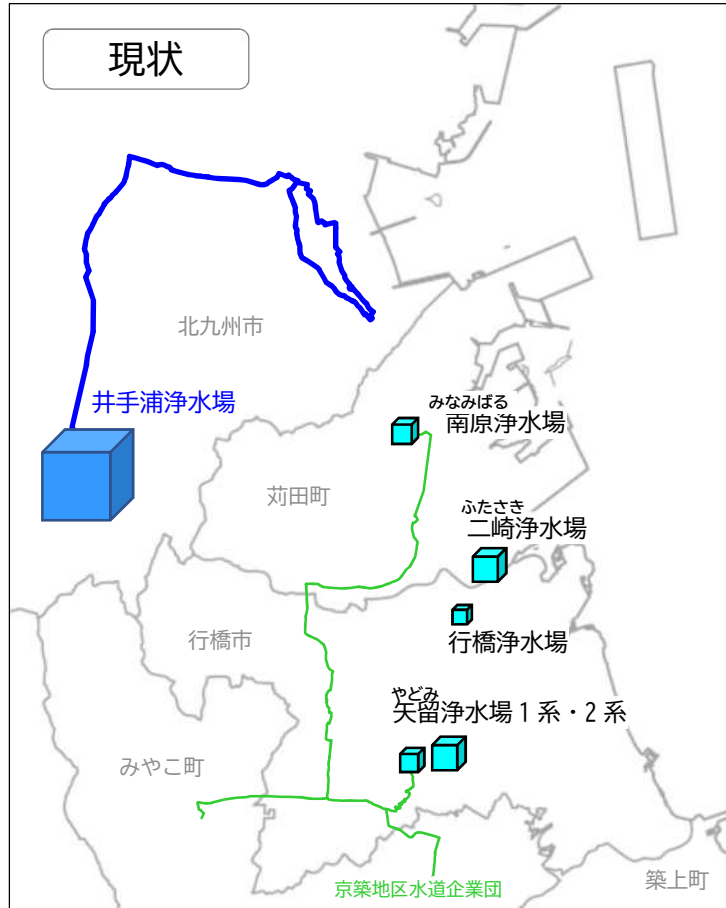 現状
北九州市
井手浦浄水場
みなみばる
南原浄水場
苅田町
ふたさき
二崎浄水場
行橋市
行橋浄水場
やどみ
矢留浄水場1系・2系
みやこ町
京築地区水道企業団
築上町